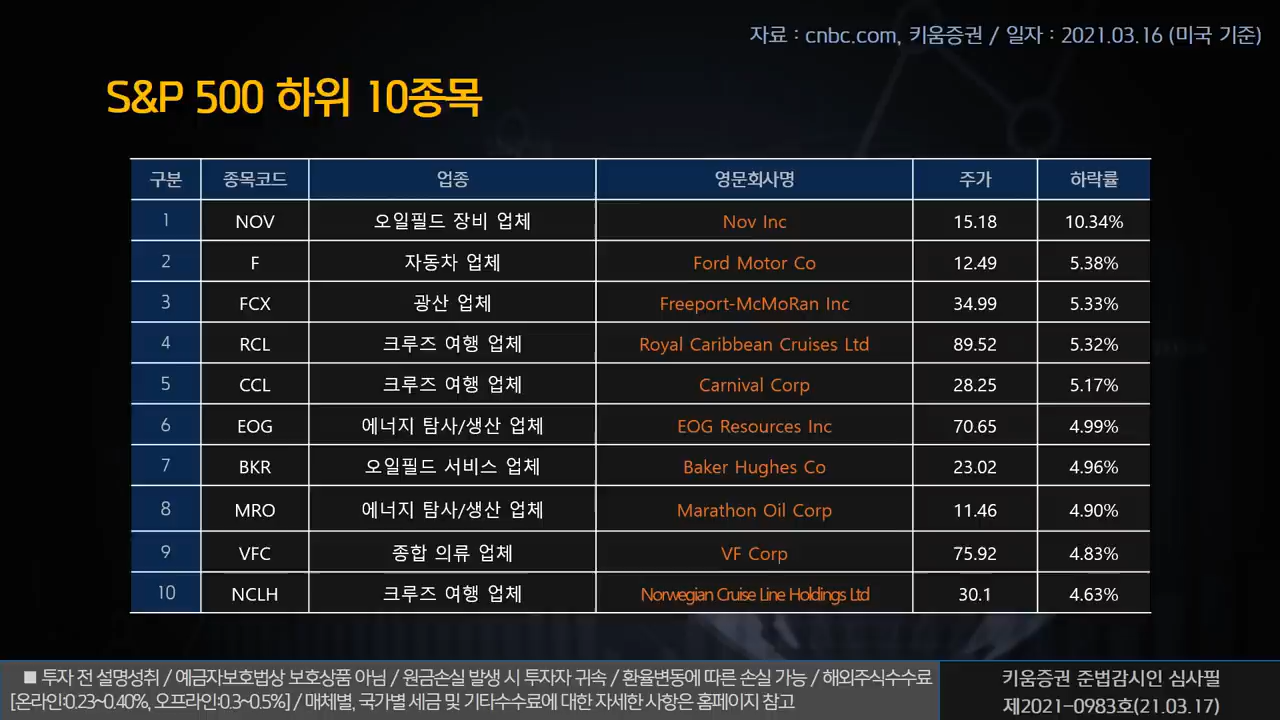 자료 : cnbc.com, 키움증권 / 일자 : 2021.03.16 (미국 기준)
S&P 500 하위 10종목
구분 종목코드 업종 영문회사명 주가 하락률
1 NOV 오일필드 장비 업체 Nov Inc 15.18 10.34%
2 F 자동차 업체 Ford Motor Co 12.49 5.38%
3 FCX 광산 업체 Freeport-McMoRan Inc 34.99 5.33%
4 RCL 크루즈 여행 업체 Royal Caribbean Cruises Ltd 89.52 5.32%
5 CCL 크루즈 여행 업체 Carnival Corp 28.25 5.17%
6 EOG 에너지 탐사/생산 업체 EOG Resources Inc 70.65 4.99%
7 BKR 오일필드 서비스 업체 Baker Hughes Co 23.02 4.96%
8 MRO 에너지 탐사/생산 업체 Marathon Oil Corp 11.46 4.90%
9 VFC 종합 의류 업체 VF Corp 75.92 4.83%
10 NCLH 크루즈 여행 업체 Norwegian Cruise Line Holdings Ltd 30.1 4.63%
■ 투자 전 설명성취 / 예금자보호법상 보호상품 아님 / 원금손실 발생 시 투자자 귀속 / 환율변동에 따른 손실 가능 / 해외주식수수료
[온라인:0.23~0.40%, 오프라인:0.3~0.5%] / 매체별, 국가별 세금 및 기타수수료에 대한 자세한 사항은 홈페이지 참고
키움증권 준법감시인 심사필
제2021-0983호(21.03.17)